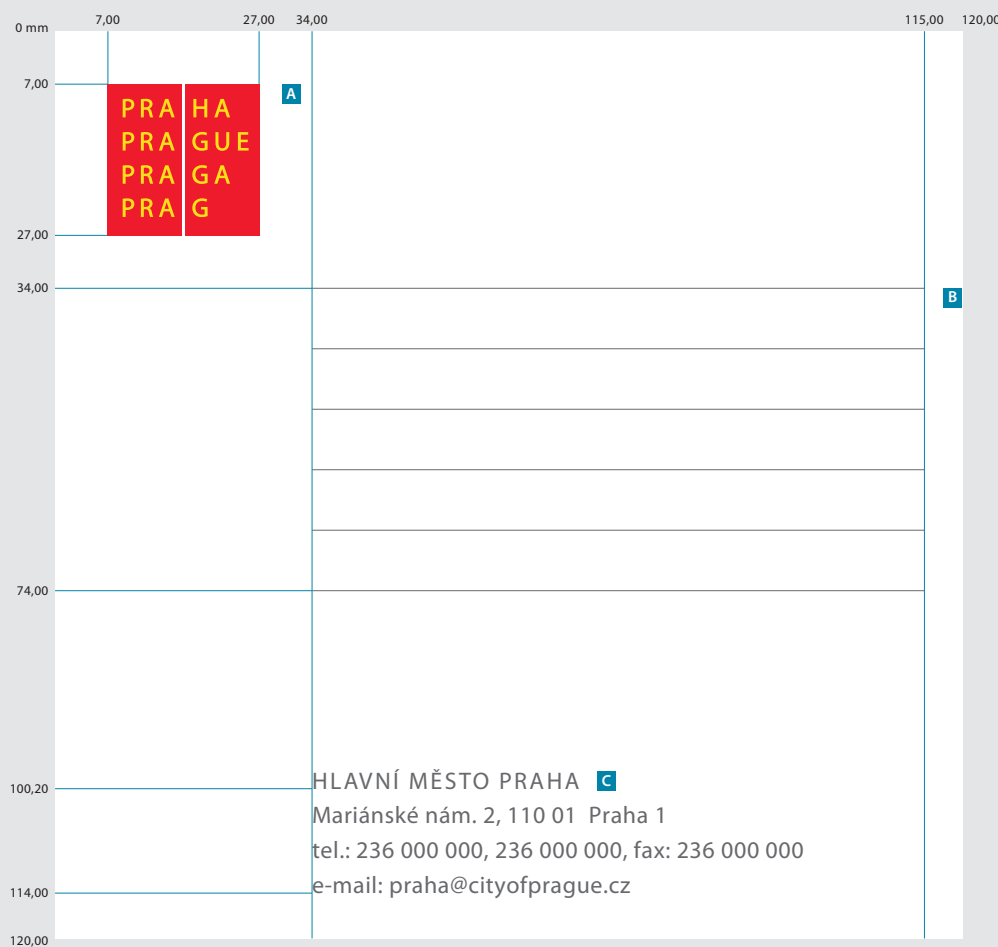 7,00 27,00 34,00 115,00 120,00
0 mm
7,00
A
PRA HA
PRA GUE
PRA GA
PRA G
27,00
34,00
B
74,00
100,20
HLAVNÍ MĚSTO PRAHA C
Mariánské nám. 2, 110 01 Praha 1
tel.: 236 000 000, 236 000 000, fax: 236 000 000
e-mail: praha@cityofprague.cz
114,00
120,00